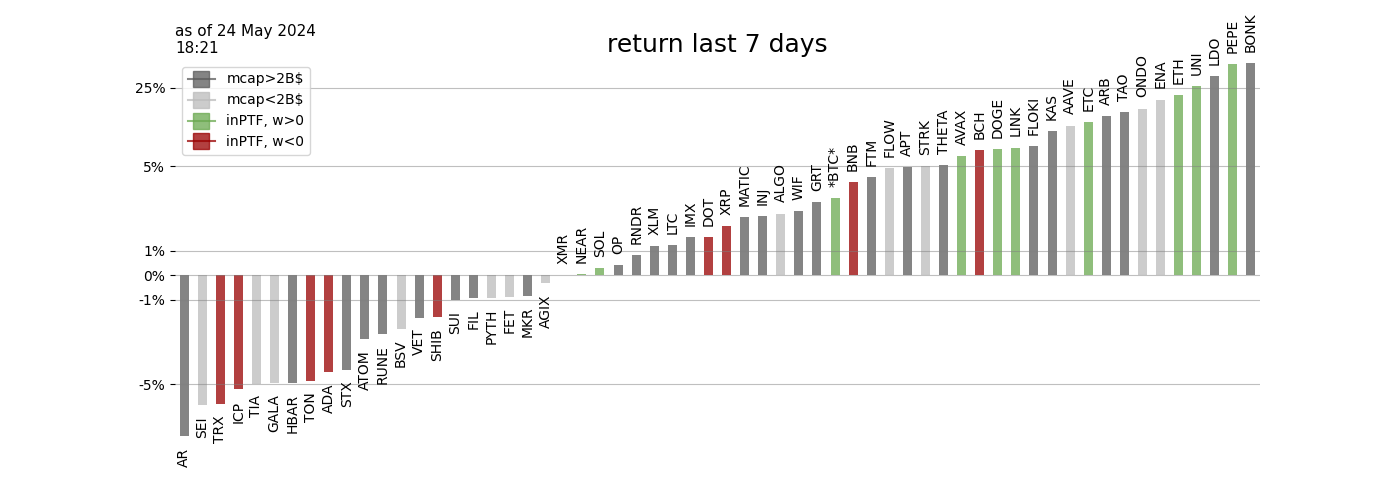 as of 24 May 2024
18:21
return last 7 days
mcap>2B$
mcap<2B$
inPTF, w>0
inPTF, w<0
25%
5%
1%
0%
-1%
-5%
AR
SEI
TRX
ICP
TIA
GALA
HBAR
TON
ADA
STX
ATOM
RUNE
BSV
VET
SHIB
SUI
FIL
PYTH
FET
MKR
AGIX
XMR
NEAR
SOL
OP
RNDR
XLM
LTC
IMX
DOT
XRP
MATIC
INJ
ALGO
WIF
GRT
*BTC*
BNB
FTM
FLOW
APT
STRK
THETA
AVAX
BCH
DOGE
LINK
FLOKI
KAS
AAVE
ETC
ARB
TAO
ONDO
ENA
ETH
UNI
LDO
PEPE
BONK